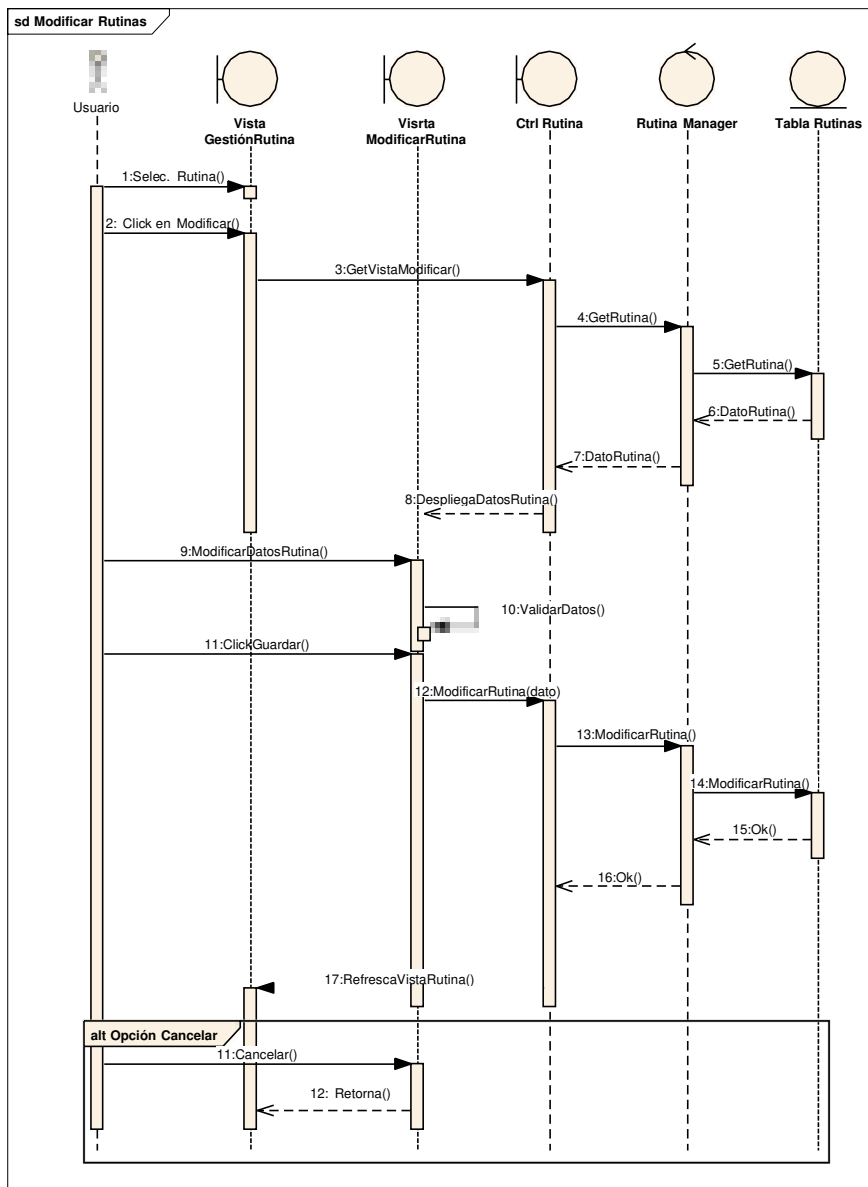 sd Modificar Rutinas
Usuario
Vista
GestiónRutina
Visrta
ModificarRutina
Ctrl Rutina
Rutina Manager
Tabla Rutinas
1:Selec. Rutina()
2: Click en Modificar()
3:GetVistaModificar()
4:GetRutina()
5:GetRutina()
6:DatoRutina()
7:DatoRutina()
8:DespliegaDatosRutina()
9:ModificarDatosRutina()
10:ValidarDatos()
11:ClickGuardar()
12:ModificarRutina(dato)
13:ModificarRutina()
14:ModificarRutina()
15:Ok()
16:Ok()
17:RefrescaVistaRutina()
alt Opción Cancelar
11:Cancelar()
12: Retorna()